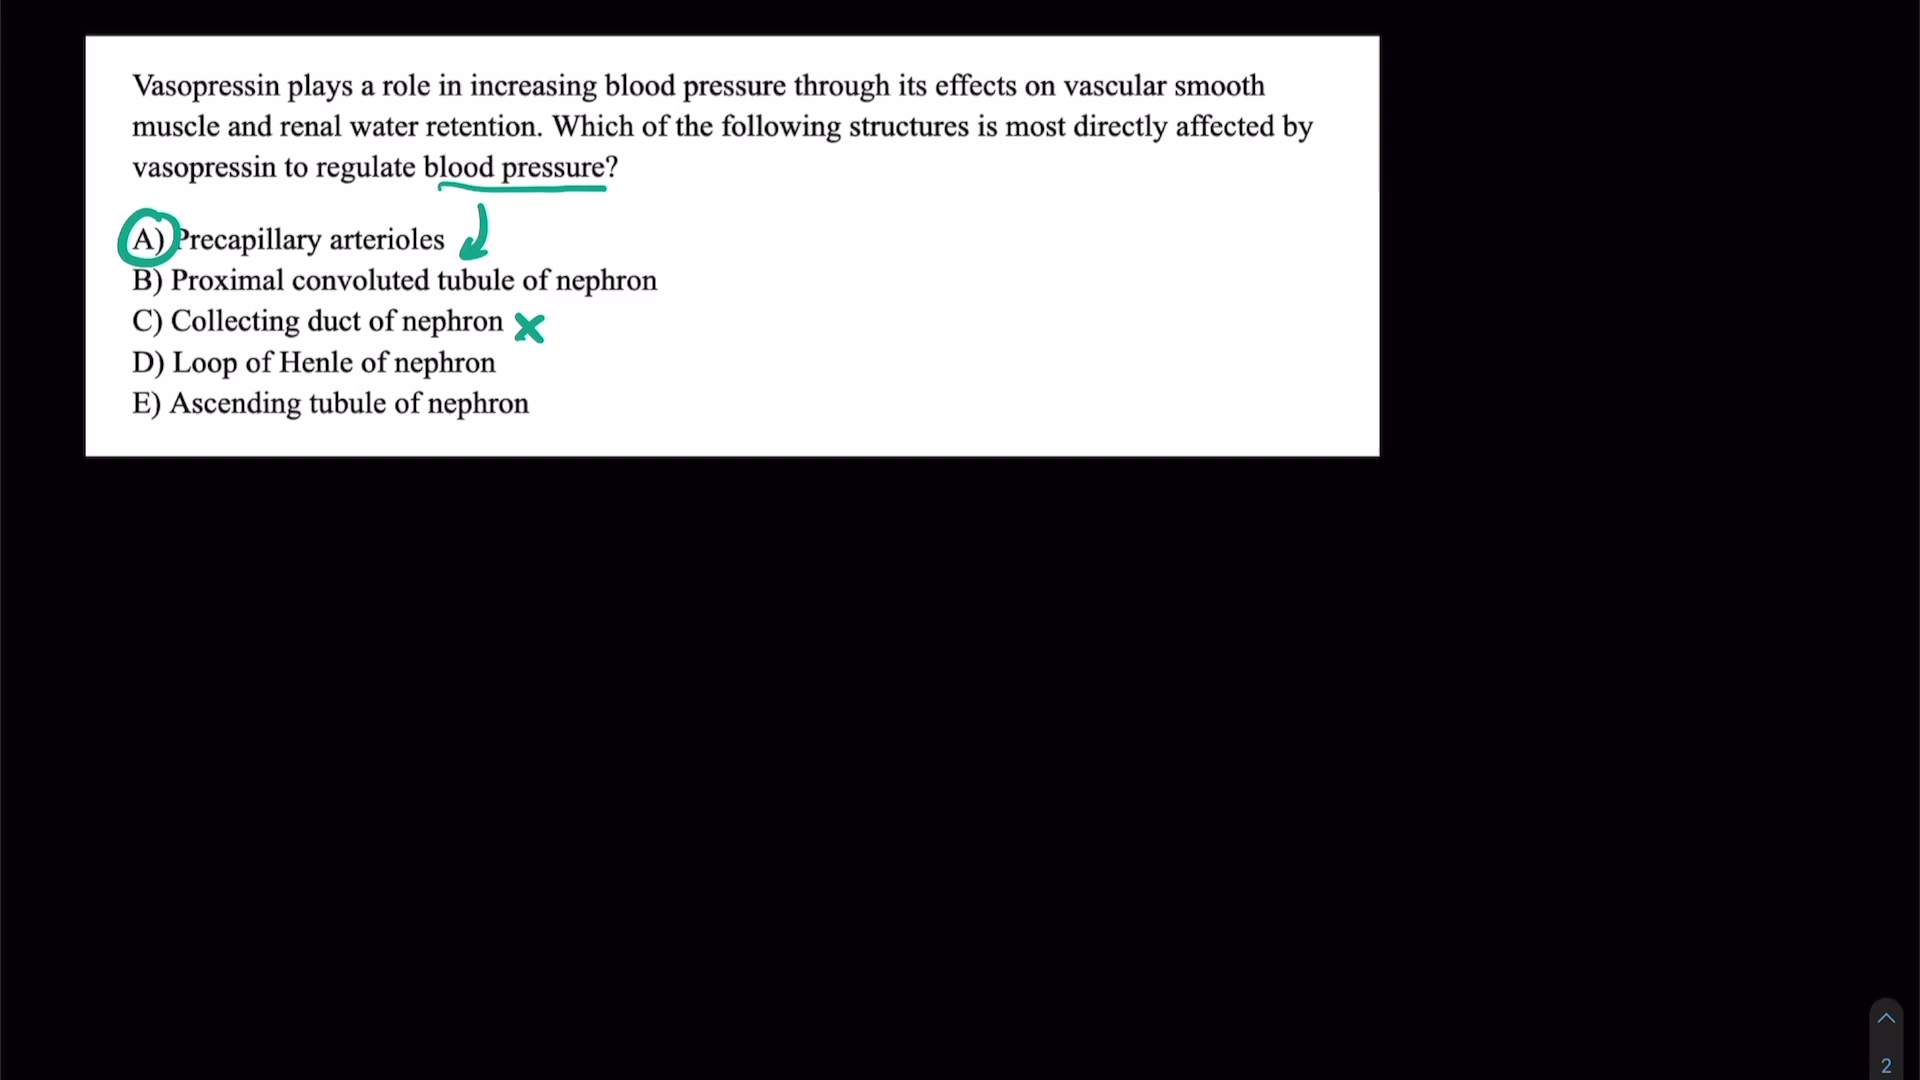 Vasopressin plays a role in increasing blood pressure through its effects on vascular smooth
muscle and renal water retention. Which of the following structures is most directly affected by
vasopressin to regulate blood pressure?
A) Precapillary arterioles
B) Proximal convoluted tubule of nephron
C) Collecting duct of nephron
D) Loop of Henle of nephron
E) Ascending tubule of nephron
2